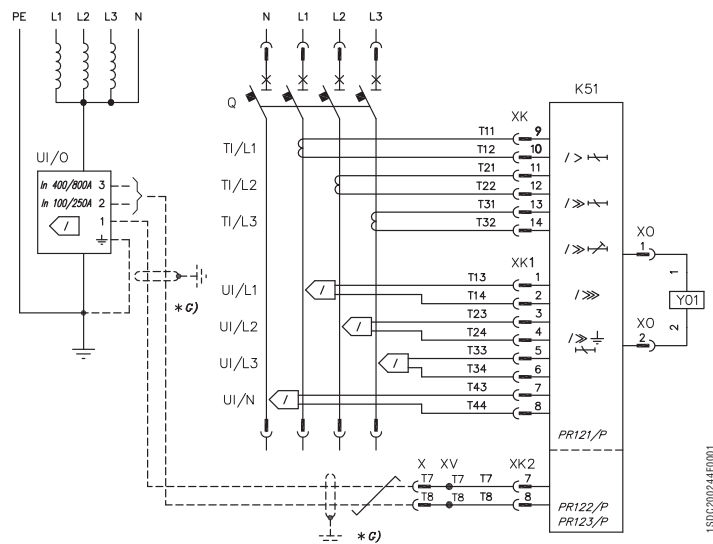 PE L1 L2 L3 N
N L1 L2 L3
K51
Q
XK
T11 9
T12 10
TI/L1
T21 11
T22 12
TI/L2
T31 13
T32 14
TI/L3
UI/O
In 400/800A 3
In 100/250A 2
1
/
/ >
/ >>
/ >>
/ >>>
/ >>
XO
1
1
Y01
2
XO
2
*G)
XK1
UI/L1 / T13 1
T14 2
UI/L2 / T23 3
T24 4
UI/L3 / T33 5
T34 6
UI/N / T43 7
T44 8
PR121/P
X XV XK2
T7 T7 T7 7
T8 T8 T8 8
PR122/P
PR123/P
*G)
1SDC200244F0001